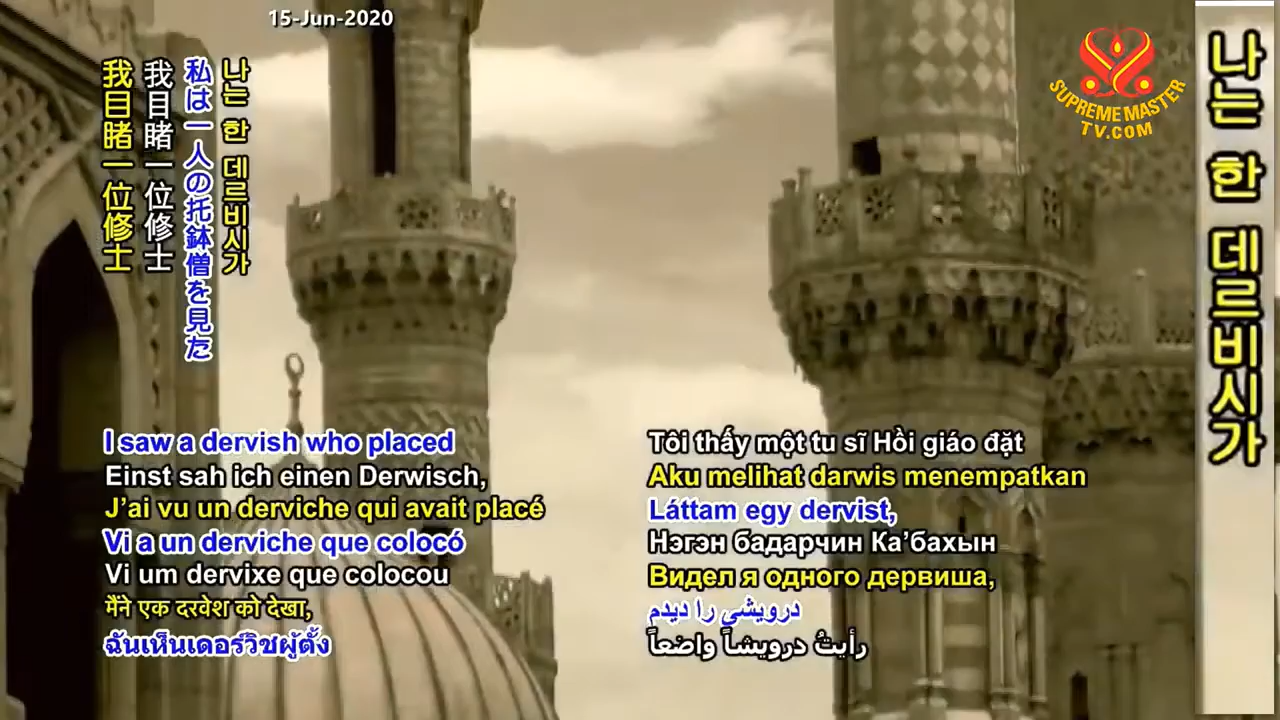 15-Jun-2020
SUPREME MASTER
TV.COM
나는 한 데르비시가
나는 한 데르비시가
私は一人の托鉢僧を見た
我目睹一位修士
我目睹一位修士
I saw a dervish who placed
Einst sah ich einen Derwisch,
J’ai vu un derviche qui avait placé
Vi a un derviche que colocó
Vi um dervixe que colocou
मैंने एक दरवेश को देखा,
ฉันเห็นเดอร์วิชผู้ตั้ง
Tôi thấy một tu sĩ Hồi giáo đặt
Aku melihat darwis menempatkan
Láttam egy dervist,
Нэгэн бадарчин Ка’бахын
Видел я одного дервиша,
درویشی را دیدم
رأيتُ درويشاً واضعاً